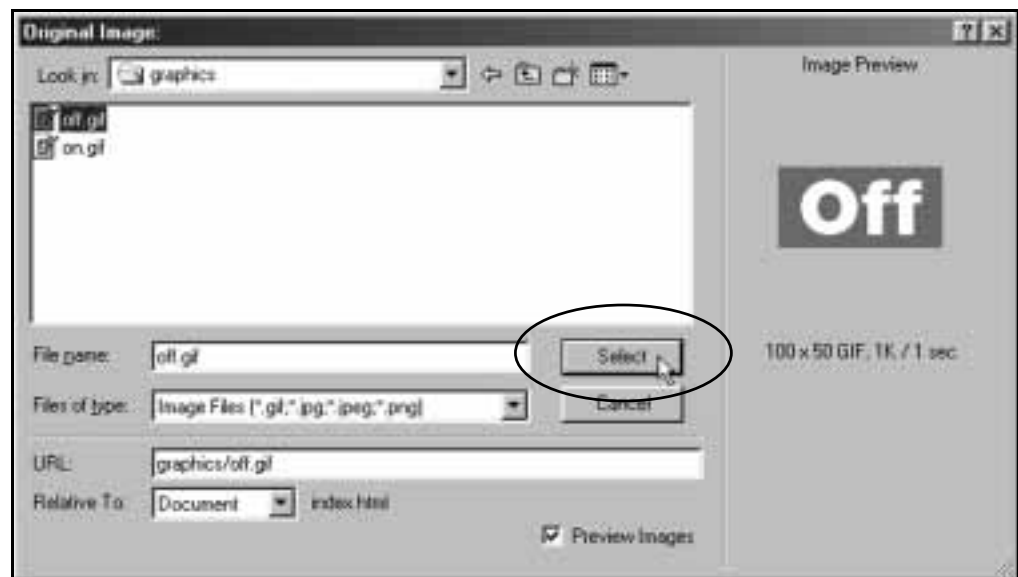 Original Image:
Look in: graphics
off.gif
on.gif
File name: off.gif
Select
Files of type: Image Files (*.gif;*.jpg;*.jpeg;*.png)
Cancel
URL: graphics/off.gif
Relative To: Document index.html
Preview Images
Image Preview
Off
100 x 50 GIF, 1K / 1 sec